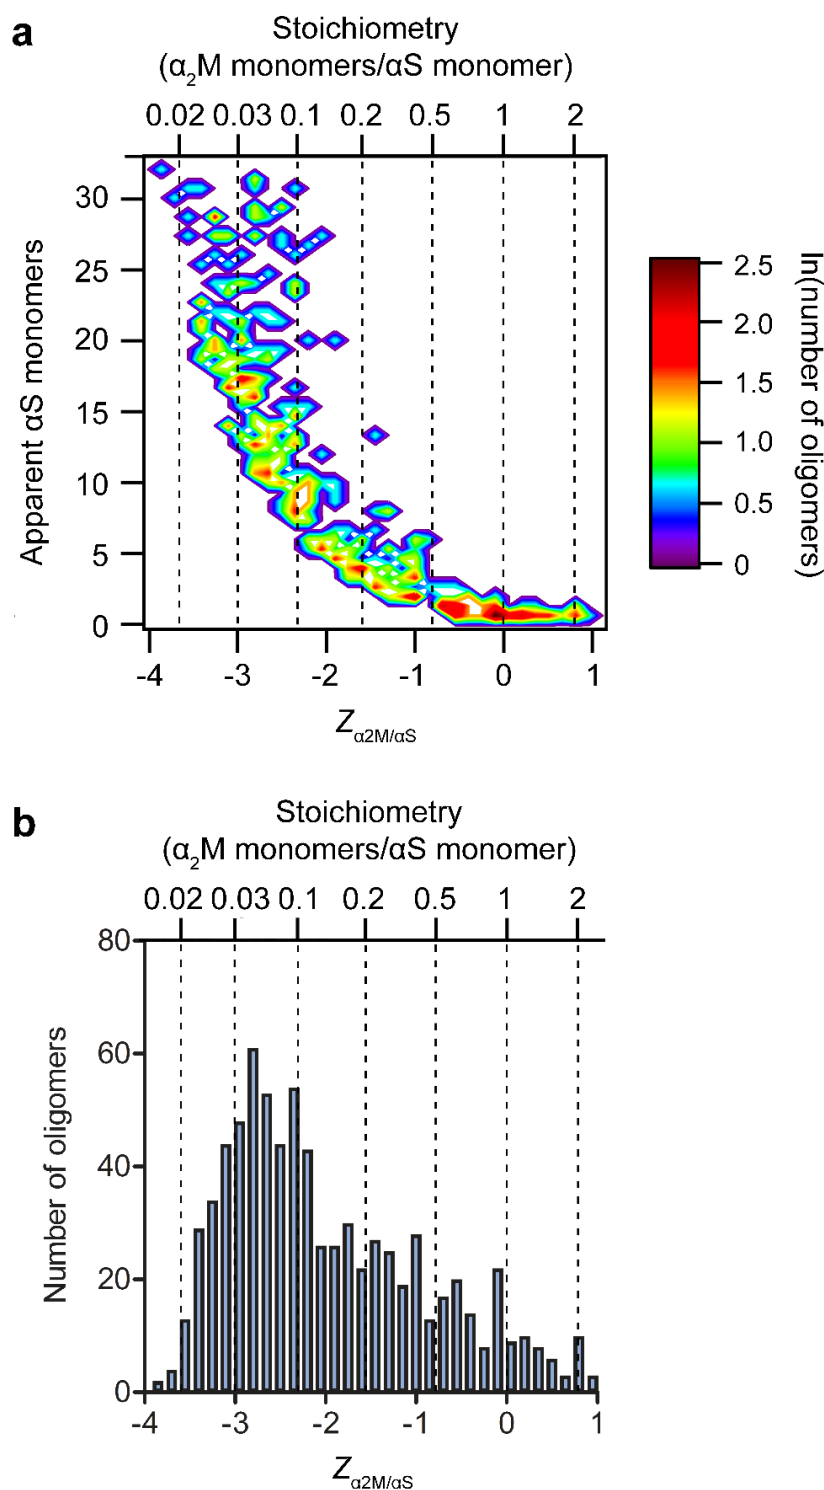 a
Stoichiometry
(α₂M monomers/αS monomer)
0.02 0.03 0.1 0.2 0.5 1 2
Apparent αS monomers
30
25
20
15
10
5
0
-4 -3 -2 -1 0 1
Zα2M/αS
2.5
2.0
1.5
1.0
0.5
0
ln(number of oligomers)
b
Stoichiometry
(α₂M monomers/αS monomer)
0.02 0.03 0.1 0.2 0.5 1 2
Number of oligomers
80
60
40
20
0
-4 -3 -2 -1 0 1
Zα2M/αS